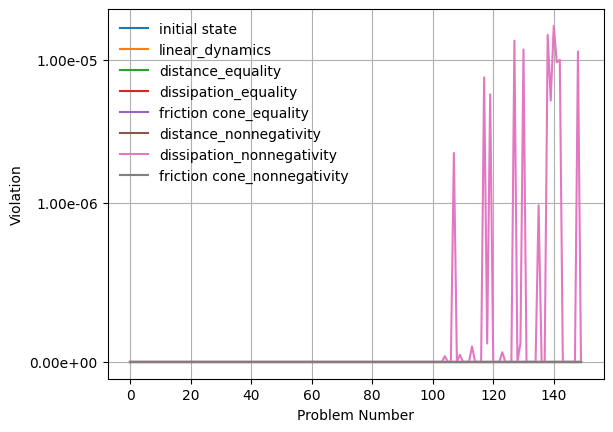 initial state
linear_dynamics
distance_equality
dissipation_equality
friction cone_equality
distance_nonnegativity
dissipation_nonnegativity
friction cone_nonnegativity
1.00e-05
1.00e-06
0.00e+00
Violation
0 20 40 60 80 100 120 140
Problem Number